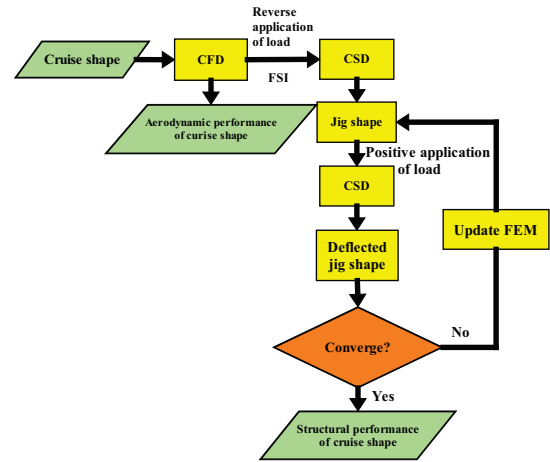 Reverse application
of load
Cruise shape
CFD
FSI
CSD
Aerodynamic performance
of curise shape
Jig shape
Positive application
of load
CSD
Update FEM
Deflected
jig shape
Converge?
No
Yes
Structural performance
of cruise shape